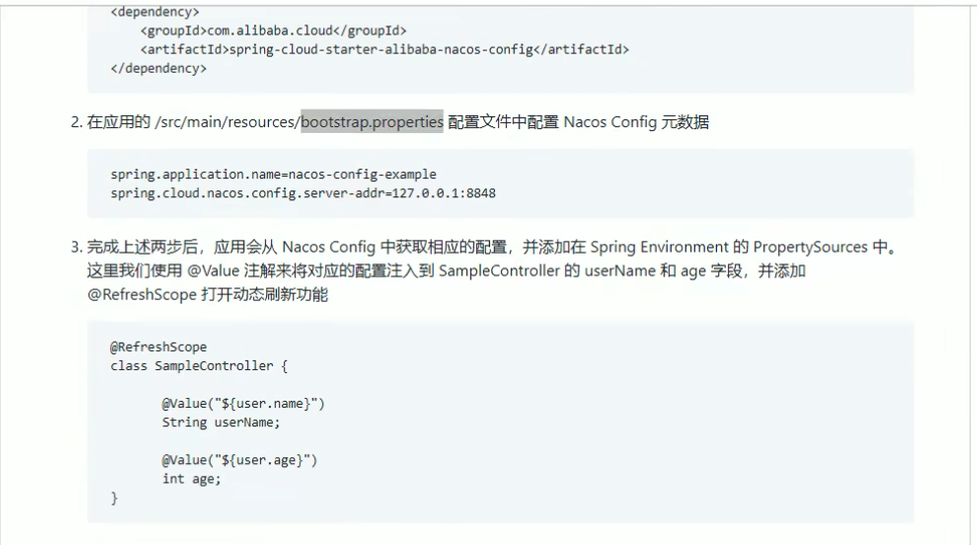 <dependency>
<groupId>com.alibaba.cloud</groupId>
<artifactId>spring-cloud-starter-alibaba-nacos-config</artifactId>
</dependency>
2. 在应用的 /src/main/resources/bootstrap.properties 配置文件中配置 Nacos Config 元数据
spring.application.name=nacos-config-example
spring.cloud.nacos.config.server-addr=127.0.0.1:8848
3. 完成上述两步后，应用会从 Nacos Config 中获取相应的配置，并添加在 Spring Environment 的 PropertySources 中。
这里我们使用 @Value 注解来将对应的配置注入到 SampleController 的 userName 和 age 字段，并添加
@RefreshScope 打开动态刷新功能
@RefreshScope
class SampleController {
@Value("${user.name}")
String userName;
@Value("${user.age}")
int age;
}